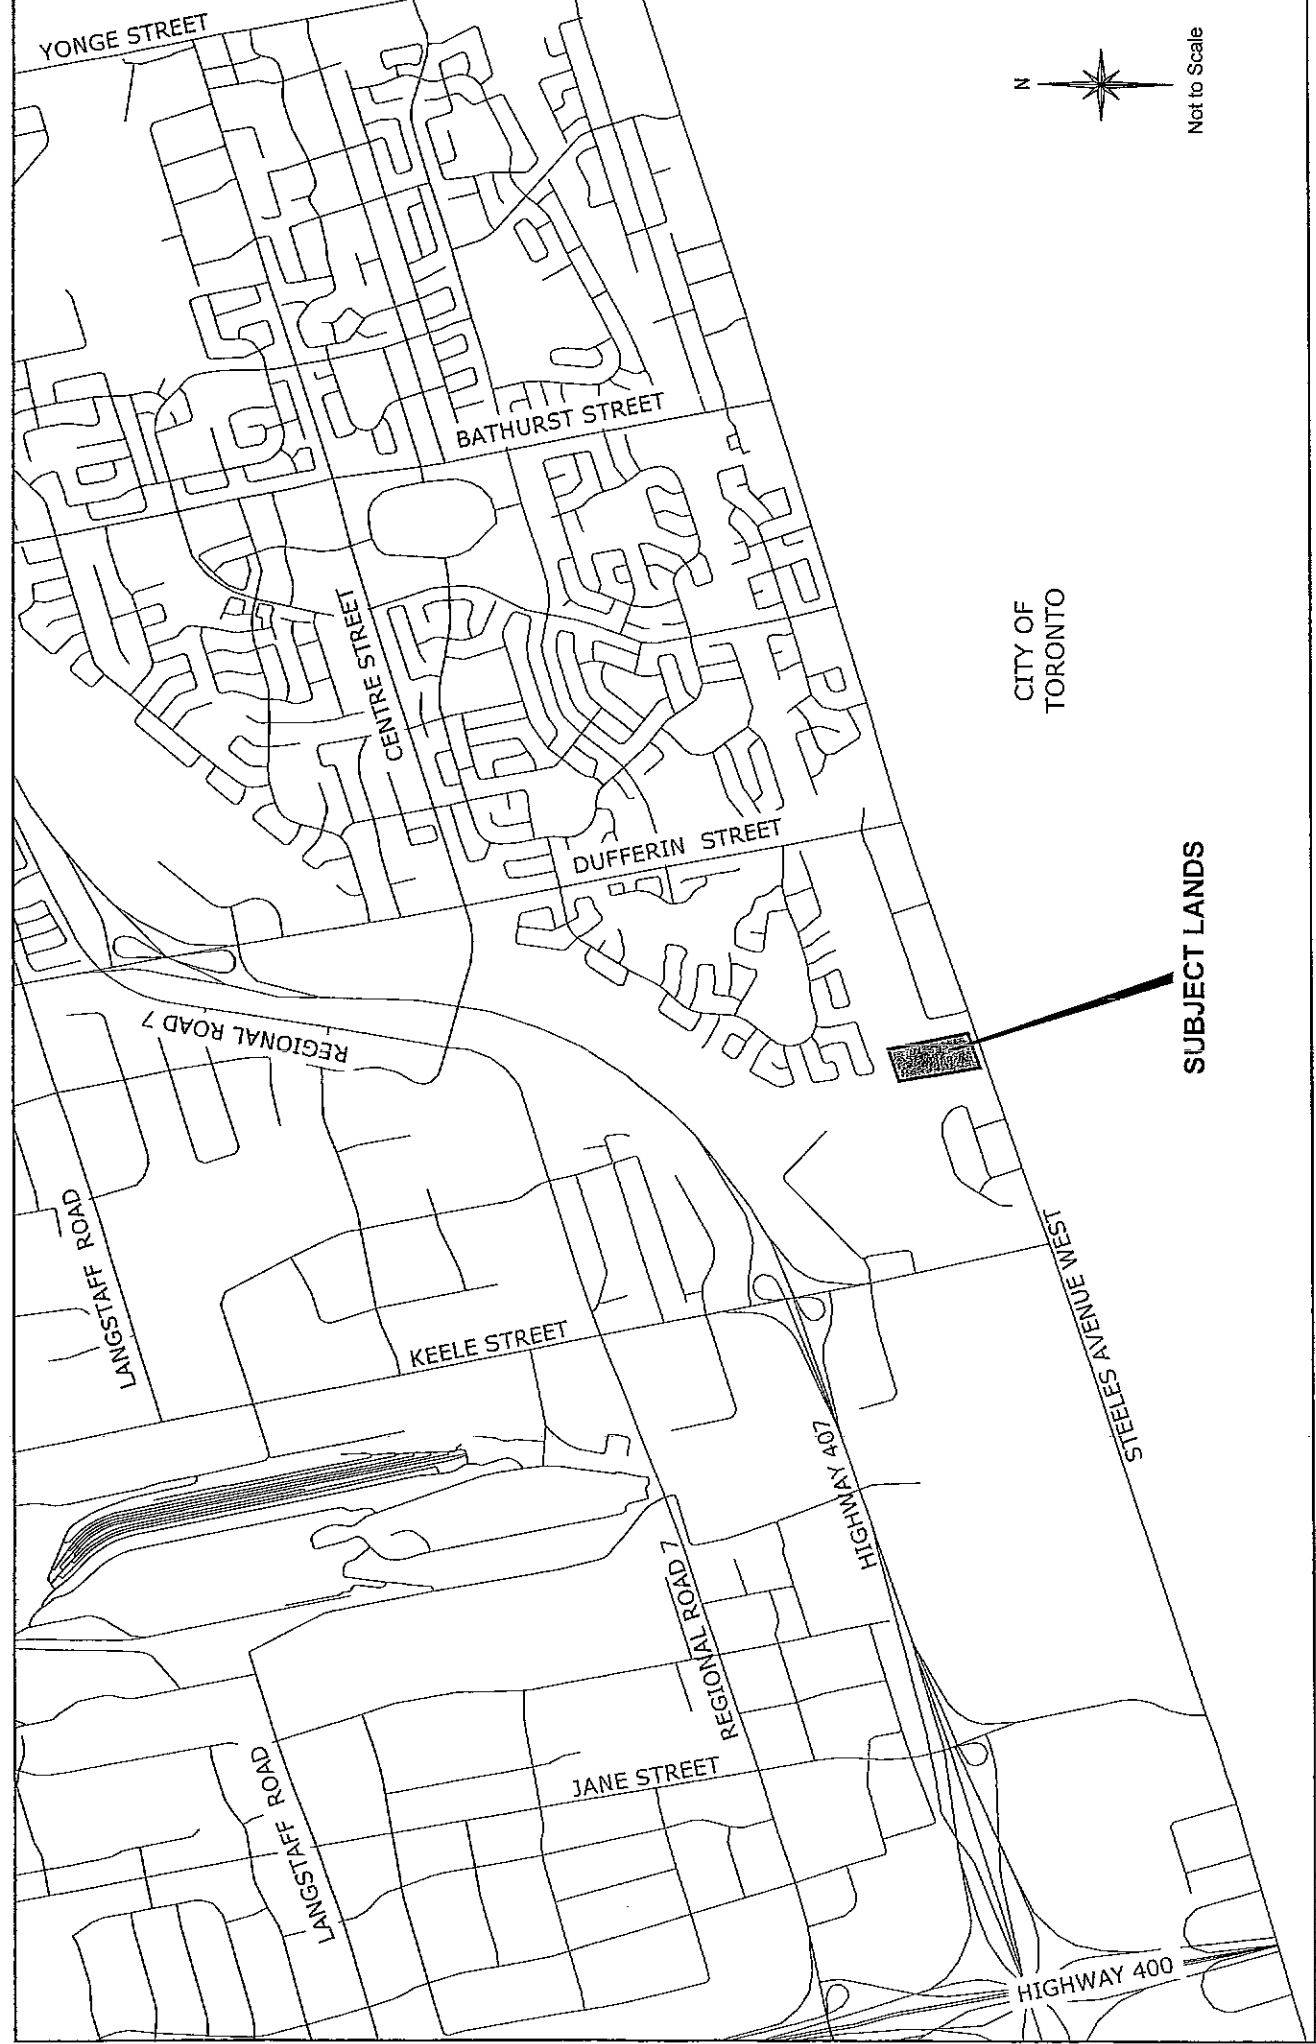 YONGE STREET
N
Not to Scale
BATHURST STREET
CENTRE STREET
CITY OF
TORONTO
DUFFERIN STREET
SUBJECT LANDS
REGIONAL ROAD 7
LANGSTAFF ROAD
KEELE STREET
STEELES AVENUE WEST
HIGHWAY 407
REGIONAL ROAD 7
JANE STREET
LANGSTAFF ROAD
HIGHWAY 400